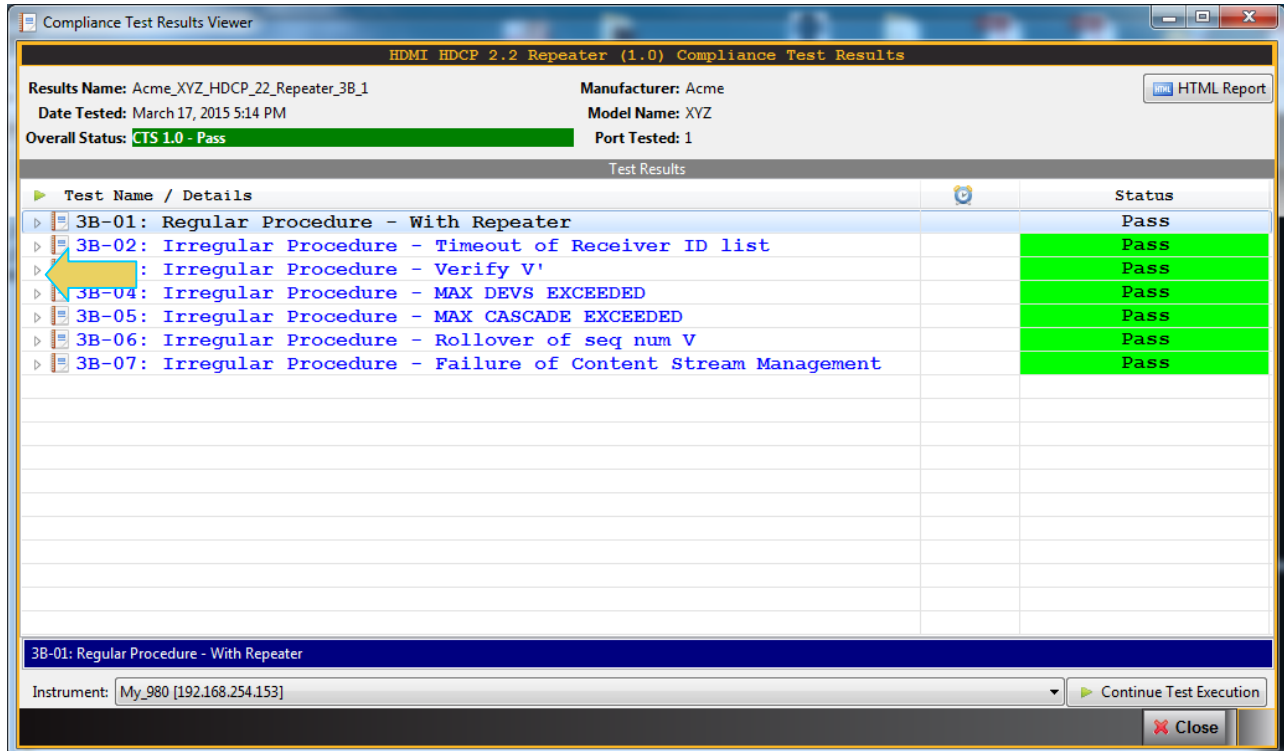 Compliance Test Results Viewer
HDMI HDCP 2.2 Repeater (1.0) Compliance Test Results
Results Name: Acme_XYZ_HDCP_22_Repeater_3B_1 Manufacturer: Acme HTML Report
Date Tested: March 17, 2015 5:14 PM Model Name: XYZ
Overall Status: CTS 1.0 - Pass Port Tested: 1
Test Results
Test Name / Details Status
3B-01: Regular Procedure - With Repeater Pass
3B-02: Irregular Procedure - Timeout of Receiver ID list Pass
: Irregular Procedure - Verify V' Pass
3B-04: Irregular Procedure - MAX DEVS EXCEEDED Pass
3B-05: Irregular Procedure - MAX CASCADE EXCEEDED Pass
3B-06: Irregular Procedure - Rollover of seq num V Pass
3B-07: Irregular Procedure - Failure of Content Stream Management Pass
3B-01: Regular Procedure - With Repeater
Instrument: My_980 [192.168.254.153] Continue Test Execution
Close